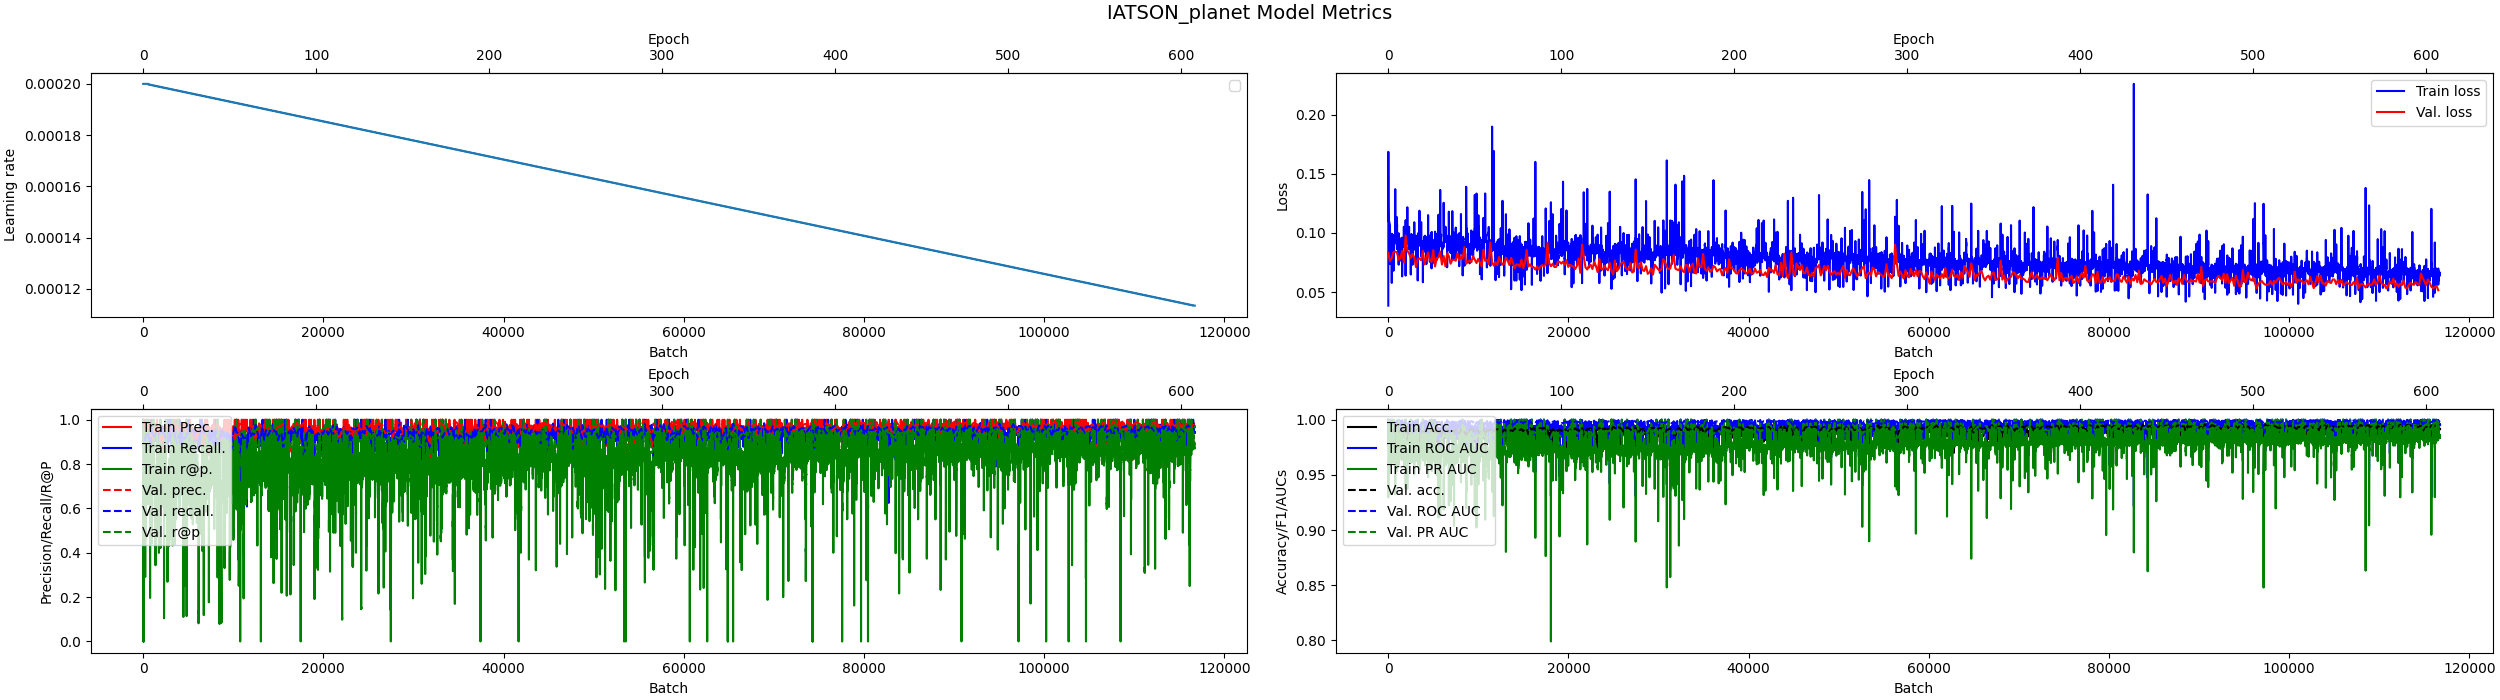 IATSON_planet Model Metrics
Epoch
0 100 200 300 400 500 600
Learning rate
0.00020
0.00018
0.00016
0.00014
0.00012
0 20000 40000 60000 80000 100000 120000
Batch
Epoch
0 100 200 300 400 500 600
Loss
0.20
0.15
0.10
0.05
Train loss
Val. loss
0 20000 40000 60000 80000 100000 120000
Batch
Epoch
0 100 200 300 400 500 600
Precision/Recall/R@P
1.0
0.8
0.6
0.4
0.2
0.0
Train Prec.
Train Recall.
Train r@p.
Val. prec.
Val. recall.
Val. r@p
0 20000 40000 60000 80000 100000 120000
Batch
Epoch
0 100 200 300 400 500 600
Accuracy/F1/AUCs
1.00
0.95
0.90
0.85
0.80
Train Acc.
Train ROC AUC
Train PR AUC
Val. acc.
Val. ROC AUC
Val. PR AUC
0 20000 40000 60000 80000 100000 120000
Batch